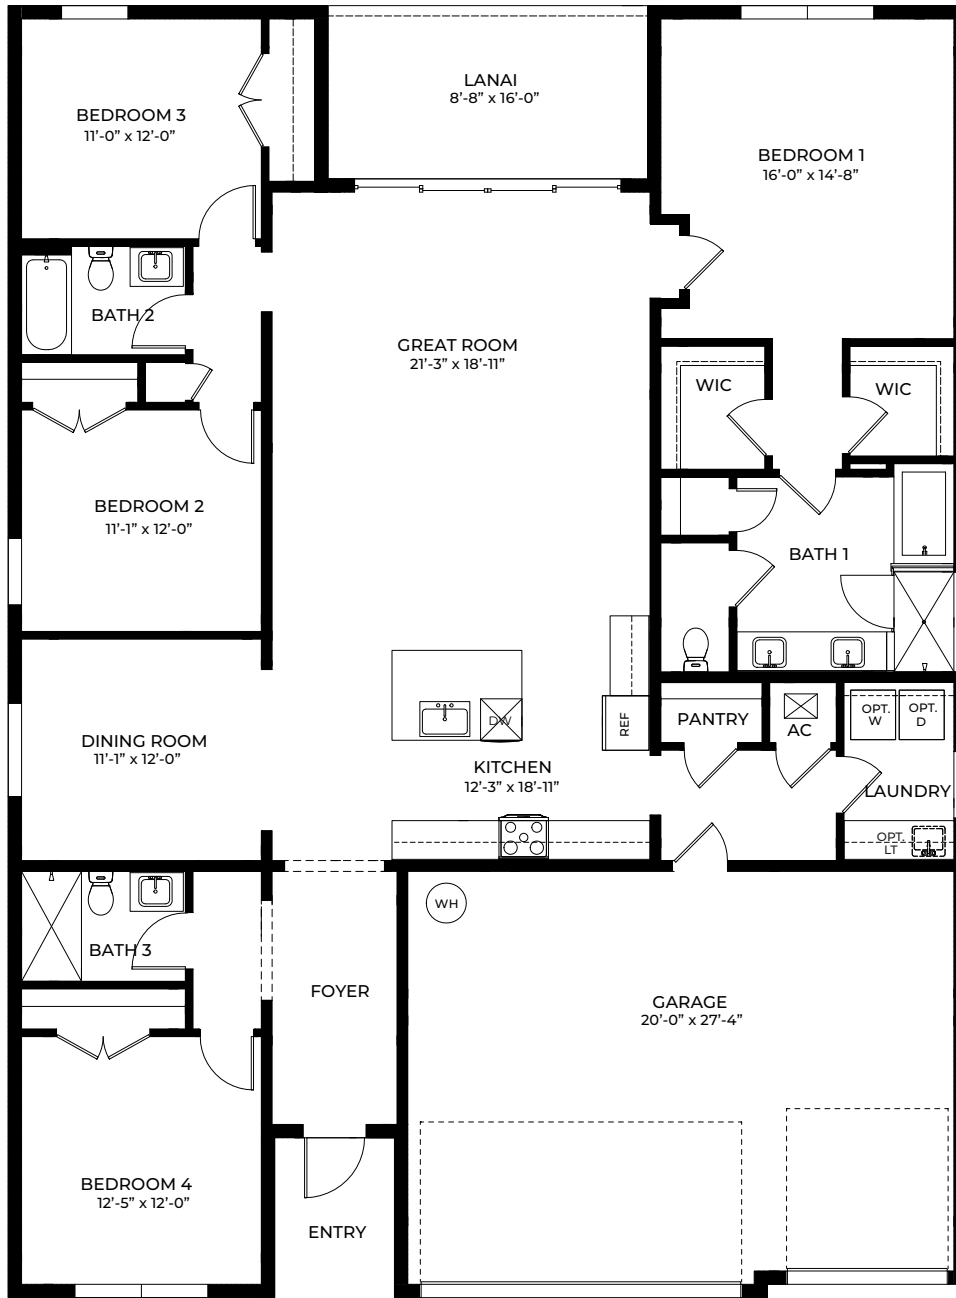 LANAI
8'-8" x 16'-0"
BEDROOM 3
11'-0" x 12'-0"
BEDROOM 1
16'-0" x 14'-8"
BATH 2
GREAT ROOM
21'-3" x 18'-11"
WIC
WIC
BEDROOM 2
11'-1" x 12'-0"
BATH 1
DINING ROOM
11'-1" x 12'-0"
DW
REF
PANTRY
AC
OPT.
W
OPT.
D
KITCHEN
12'-3" x 18'-11"
LAUNDRY
OPT.
LT
WH
BATH 3
FOYER
GARAGE
20'-0" x 27'-4"
BEDROOM 4
12'-5" x 12'-0"
ENTRY